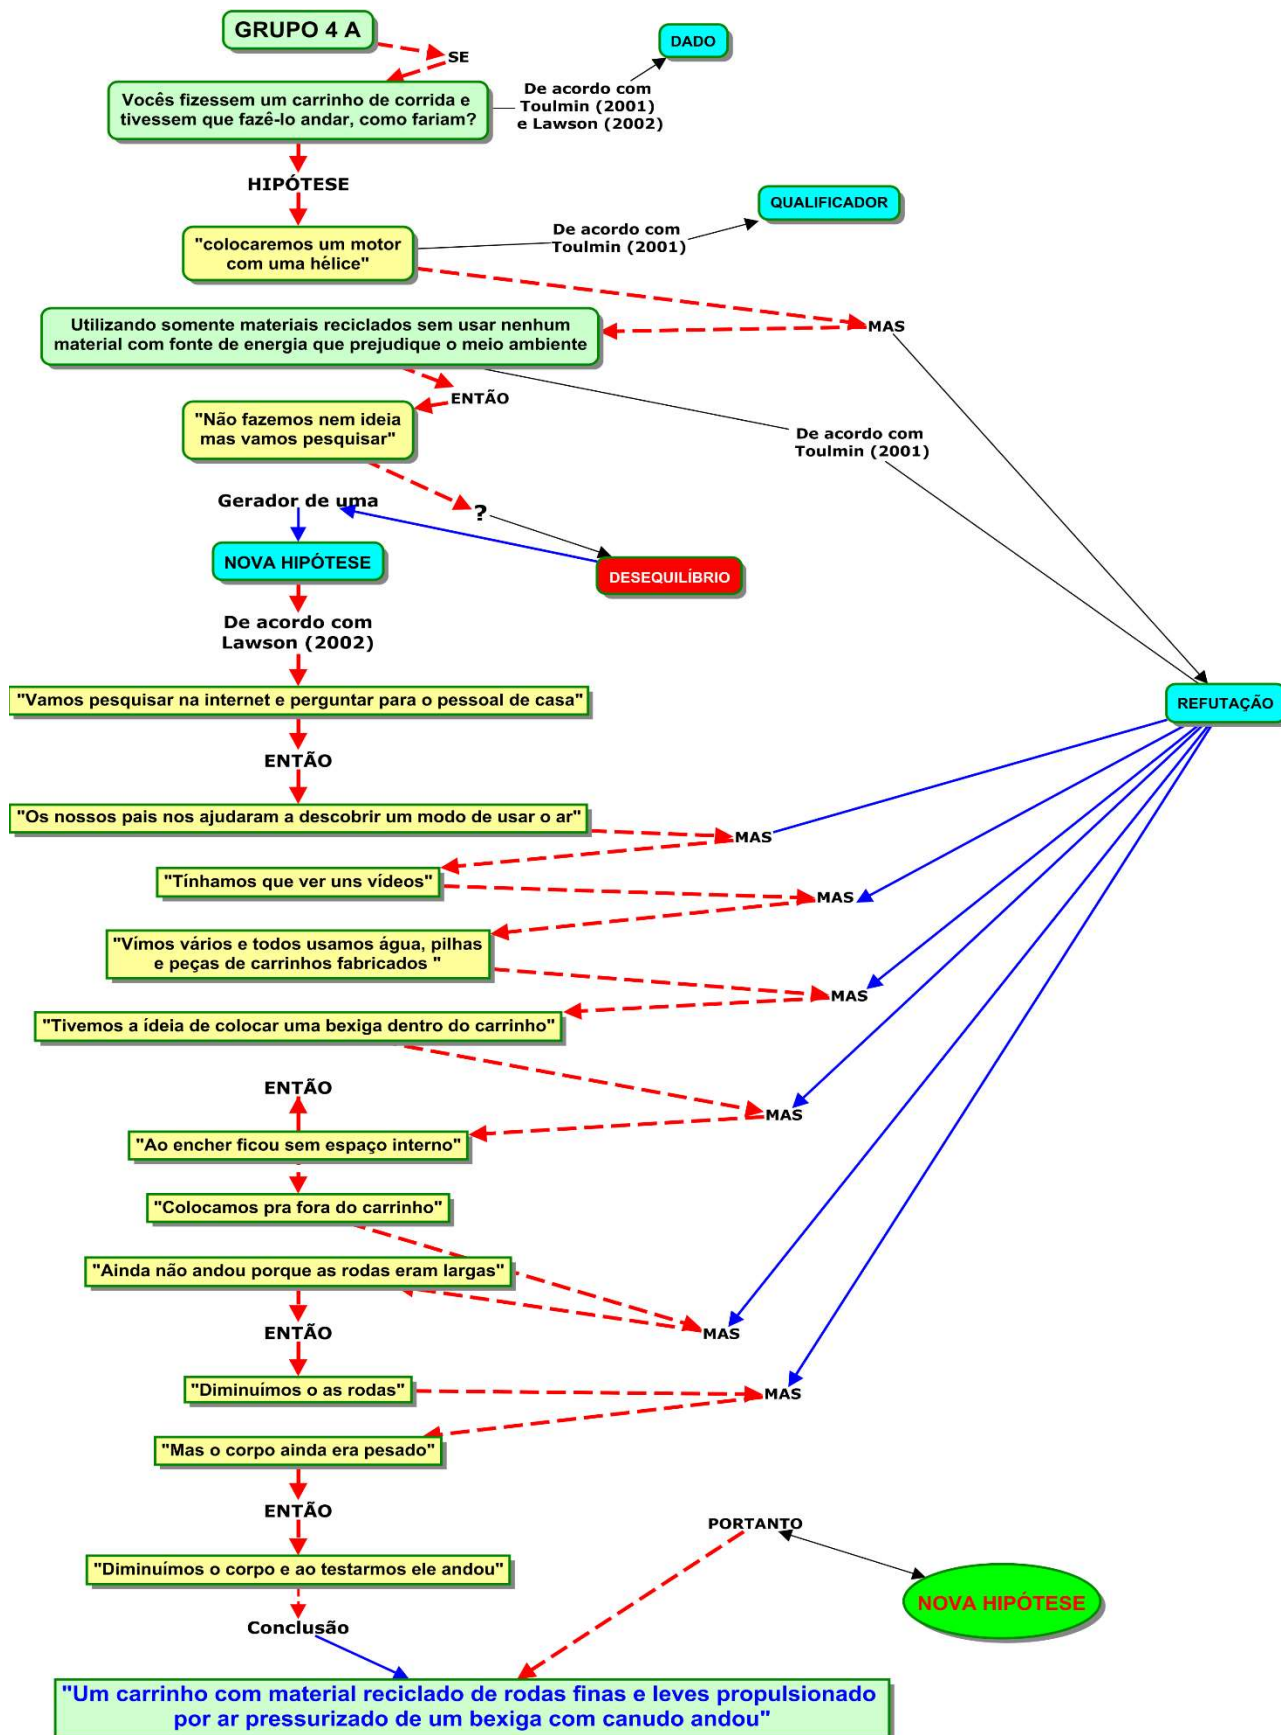 GRUPO 4 A
SE
DADO
Vocês fizessem um carrinho de corrida e
tivessem que fazê-lo andar, como fariam?
De acordo com
Toulmin (2001)
e Lawson (2002)
HIPÓTESE
QUALIFICADOR
"colocaremos um motor
com uma hélice"
De acordo com
Toulmin (2001)
Utilizando somente materiais reciclados sem usar nenhum
material com fonte de energia que prejudique o meio ambiente
MAS
ENTÃO
"Não fazemos nem ideia
mas vamos pesquisar"
De acordo com
Toulmin (2001)
Gerador de uma
?
NOVA HIPÓTESE
DESEQUILÍBRIO
De acordo com
Lawson (2002)
"Vamos pesquisar na internet e perguntar para o pessoal de casa"
REFUTAÇÃO
ENTÃO
"Os nossos pais nos ajudaram a descobrir um modo de usar o ar"
MAS
"Tínhamos que ver uns vídeos"
MAS
"Vímos vários e todos usamos água, pilhas
e peças de carrinhos fabricados "
MAS
"Tivemos a ídeia de colocar uma bexiga dentro do carrinho"
ENTÃO
MAS
"Ao encher ficou sem espaço interno"
"Colocamos pra fora do carrinho"
"Ainda não andou porque as rodas eram largas"
ENTÃO
MAS
"Diminuímos o as rodas"
MAS
"Mas o corpo ainda era pesado"
ENTÃO
PORTANTO
"Diminuímos o corpo e ao testarmos ele andou"
NOVA HIPÓTESE
Conclusão
"Um carrinho com material reciclado de rodas finas e leves propulsionado
por ar pressurizado de um bexiga com canudo andou"